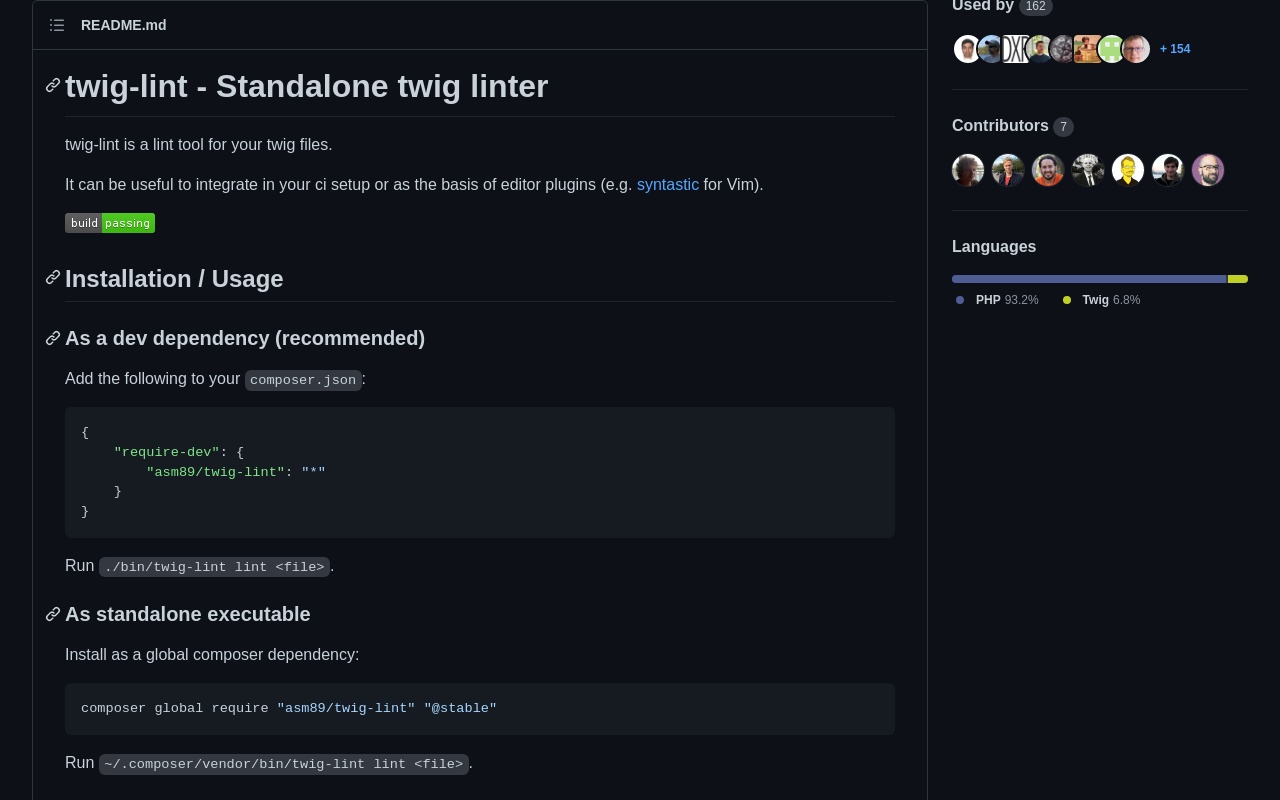 README.md
twig-lint - Standalone twig linter
twig-lint is a lint tool for your twig files.
It can be useful to integrate in your ci setup or as the basis of editor plugins (e.g. syntastic for Vim).
build passing
Installation / Usage
As a dev dependency (recommended)
Add the following to your composer.json:
{
    "require-dev": {
        "asm89/twig-lint": "*"
    }
}
Run ./bin/twig-lint lint <file>.
As standalone executable
Install as a global composer dependency:
composer global require "asm89/twig-lint" "@stable"
Run ~/.composer/vendor/bin/twig-lint lint <file>.
Used by 162
DXP
+ 154
Contributors 7
Languages
PHP 93.2% Twig 6.8%